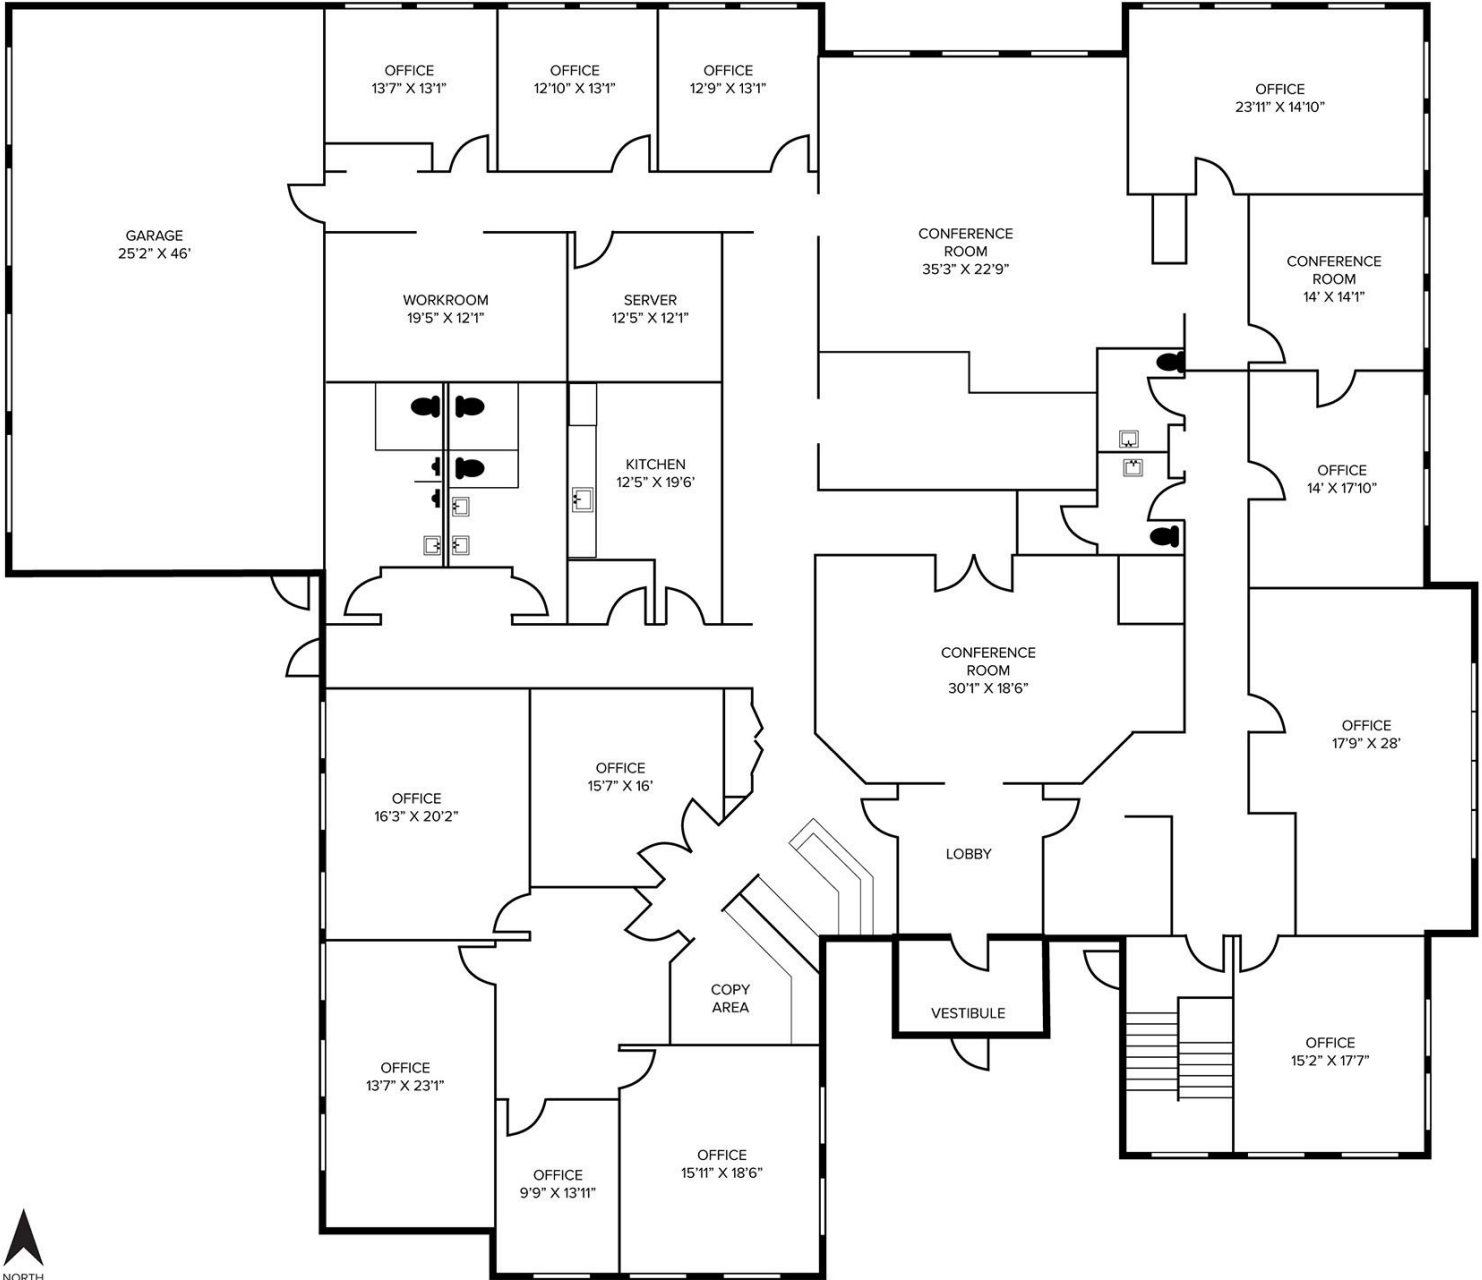 OFFICE
13'7" X 13'1"
OFFICE
12'10" X 13'1"
OFFICE
12'9" X 13'1"
OFFICE
23'11" X 14'10"
GARAGE
25'2" X 46'
CONFERENCE
ROOM
35'3" X 22'9"
CONFERENCE
ROOM
14' X 14'1"
WORKROOM
19'5" X 12'1"
SERVER
12'5" X 12'1"
KITCHEN
12'5" X 19'6'
OFFICE
14' X 17'10"
CONFERENCE
ROOM
30'1" X 18'6"
OFFICE
17'9" X 28'
OFFICE
15'7" X 16'
OFFICE
16'3" X 20'2"
LOBBY
COPY
AREA
VESTIBULE
OFFICE
13'7" X 23'1"
OFFICE
15'2" X 17'7"
OFFICE
15'11" X 18'6"
OFFICE
9'9" X 13'11"
NORTH